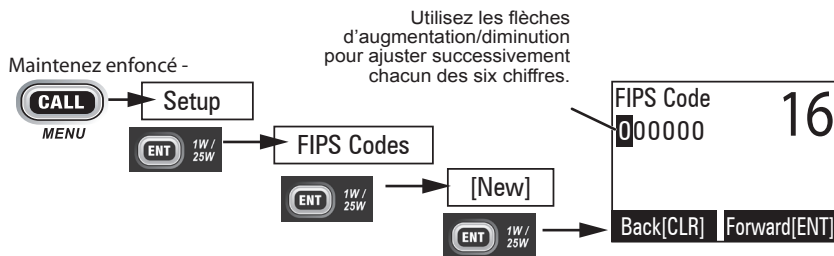 Utilisez les flèches
d'augmentation/diminution
pour ajuster successivement
chacun des six chiffres.
Maintenez enfoncé -
CALL
MENU
Setup
ENT 1W / 25W
FIPS Codes
ENT 1W / 25W
[New]
ENT 1W / 25W
FIPS Code
16
000000
Back[CLR] Forward[ENT]